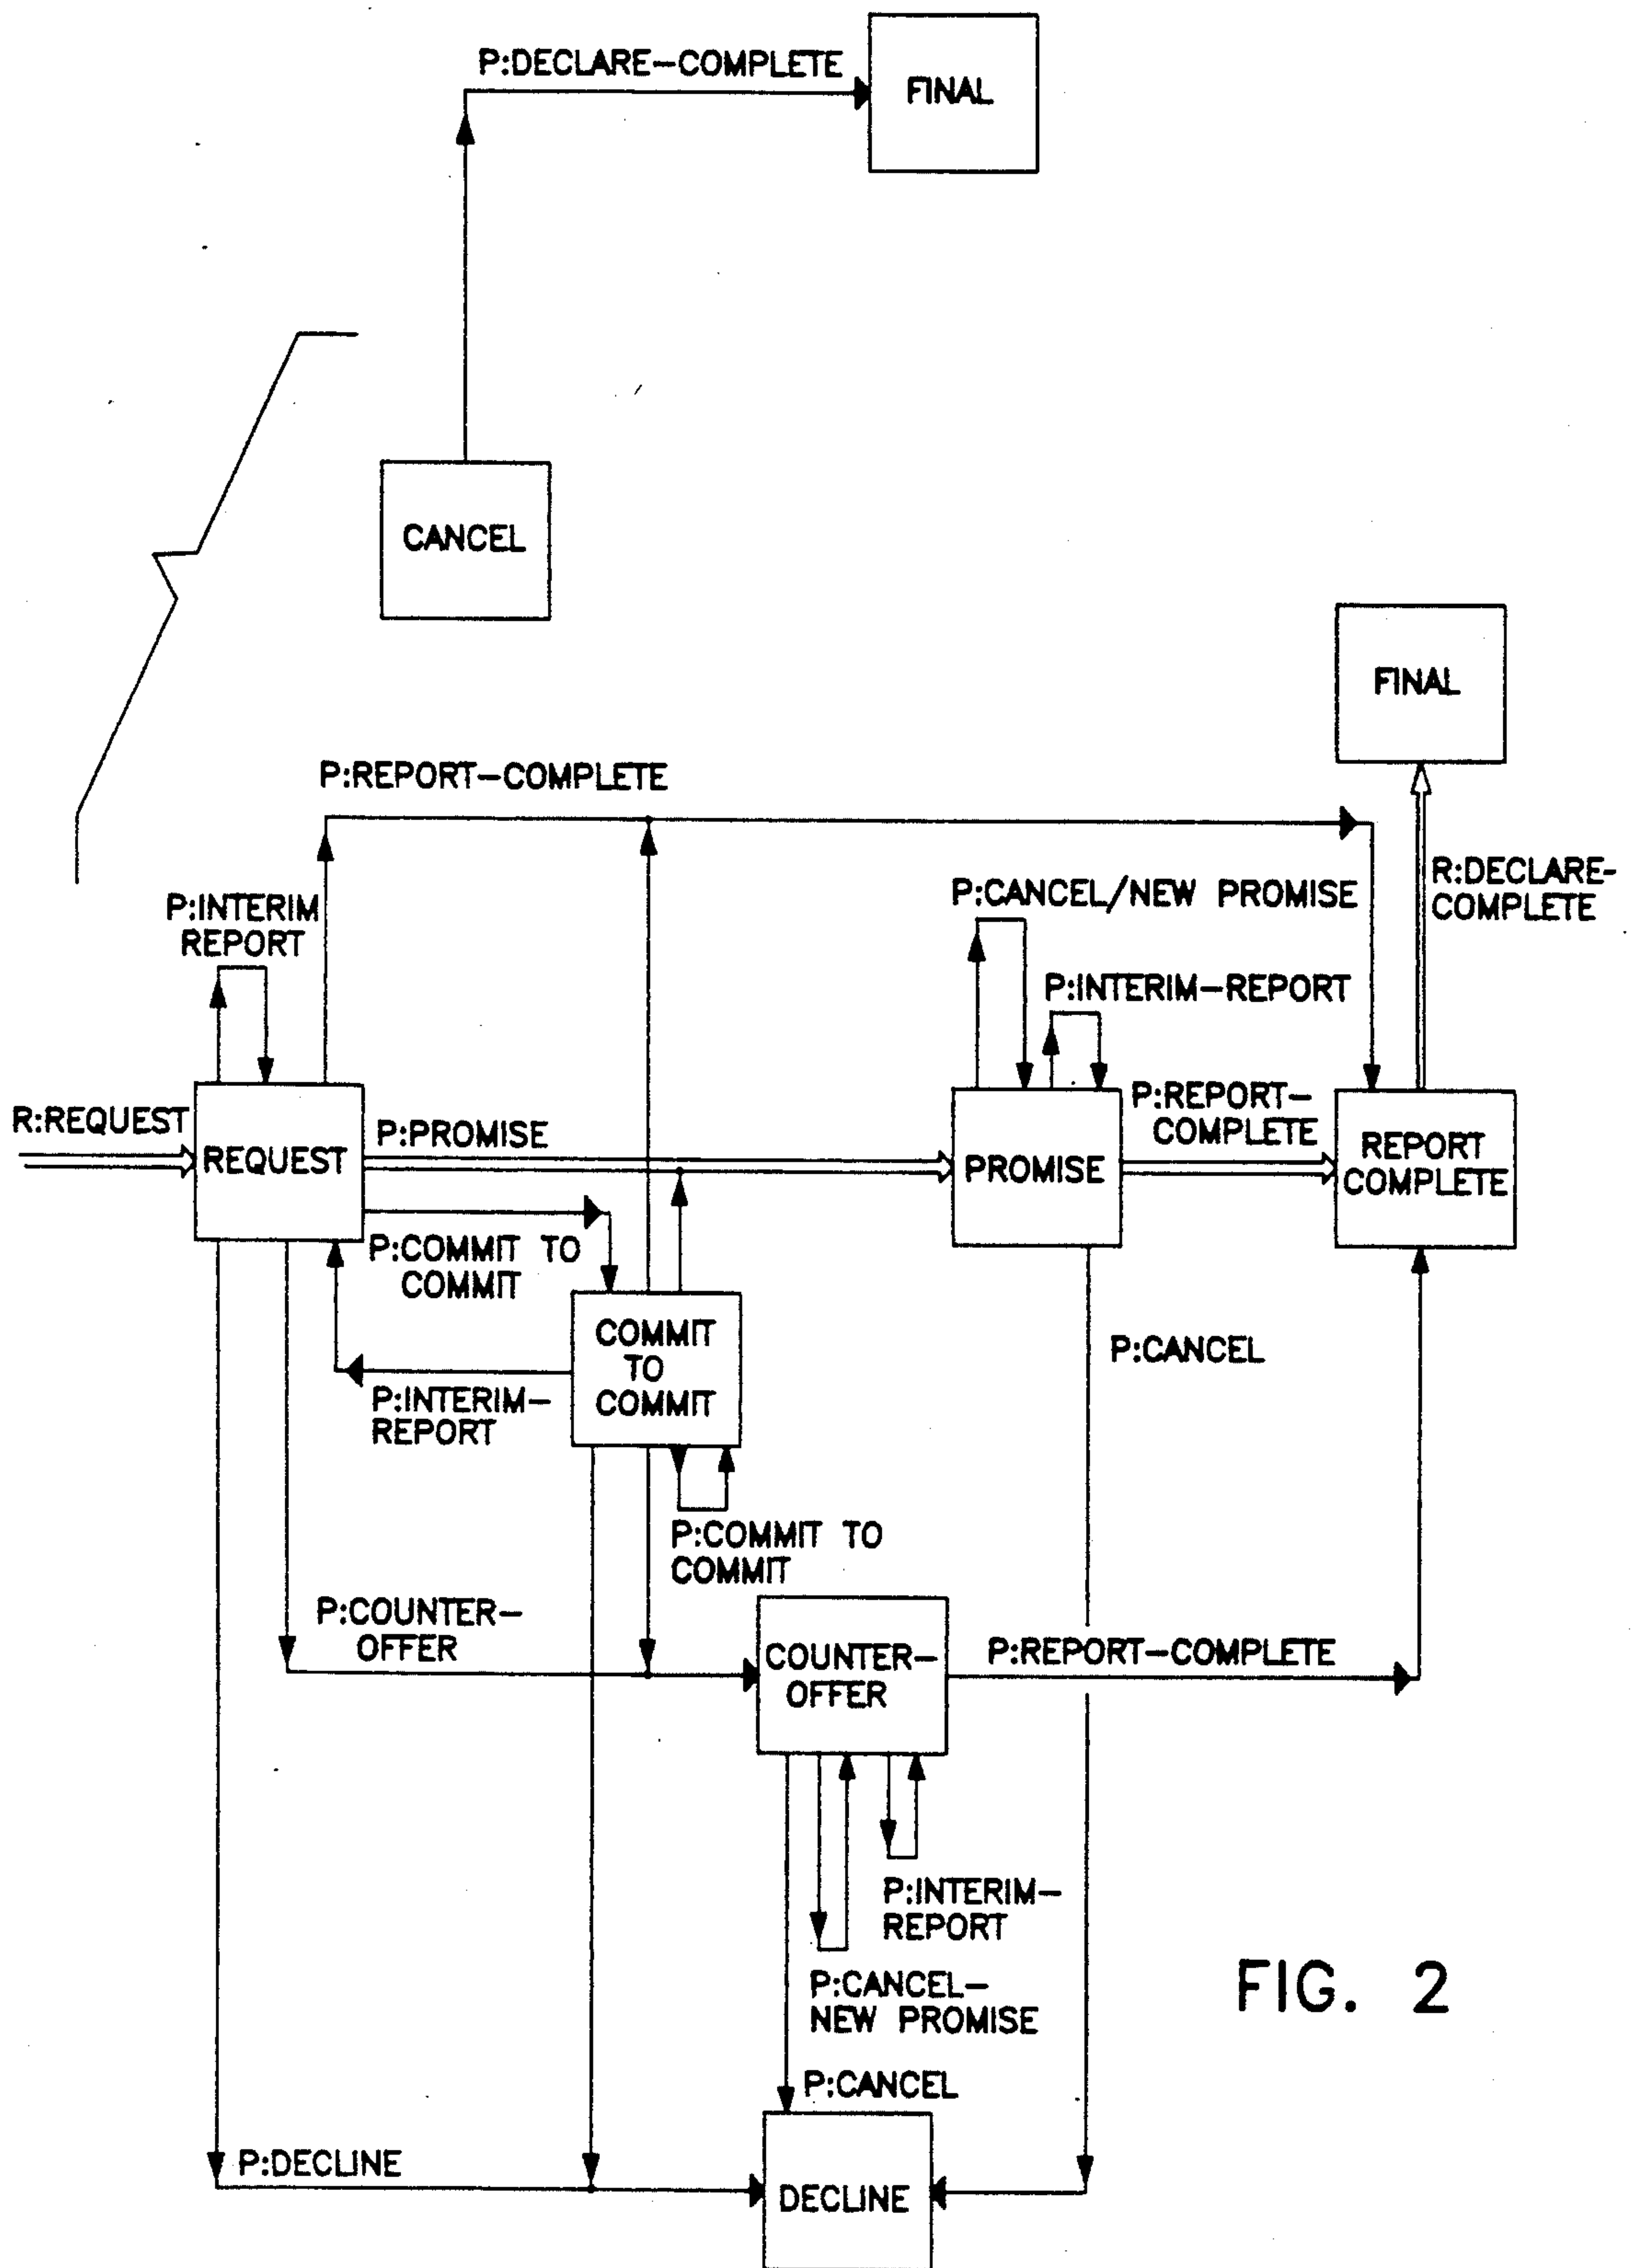 P:DECLARE-COMPLETE
FINAL
CANCEL
FINAL
P:REPORT-COMPLETE
R:DECLARE-
COMPLETE
P:CANCEL/NEW PROMISE
P:INTERIM
REPORT
P:INTERIM-REPORT
R:REQUEST
REQUEST
P:PROMISE
PROMISE
P:REPORT-
COMPLETE
REPORT
COMPLETE
P:COMMIT TO
COMMIT
COMMIT
TO
COMMIT
P:CANCEL
P:INTERIM-
REPORT
P:COMMIT TO
COMMIT
P:COUNTER-
OFFER
COUNTER-
OFFER
P:REPORT-COMPLETE
P:INTERIM-
REPORT
P:CANCEL-
NEW PROMISE
FIG. 2
P:CANCEL
P:DECLINE
DECLINE